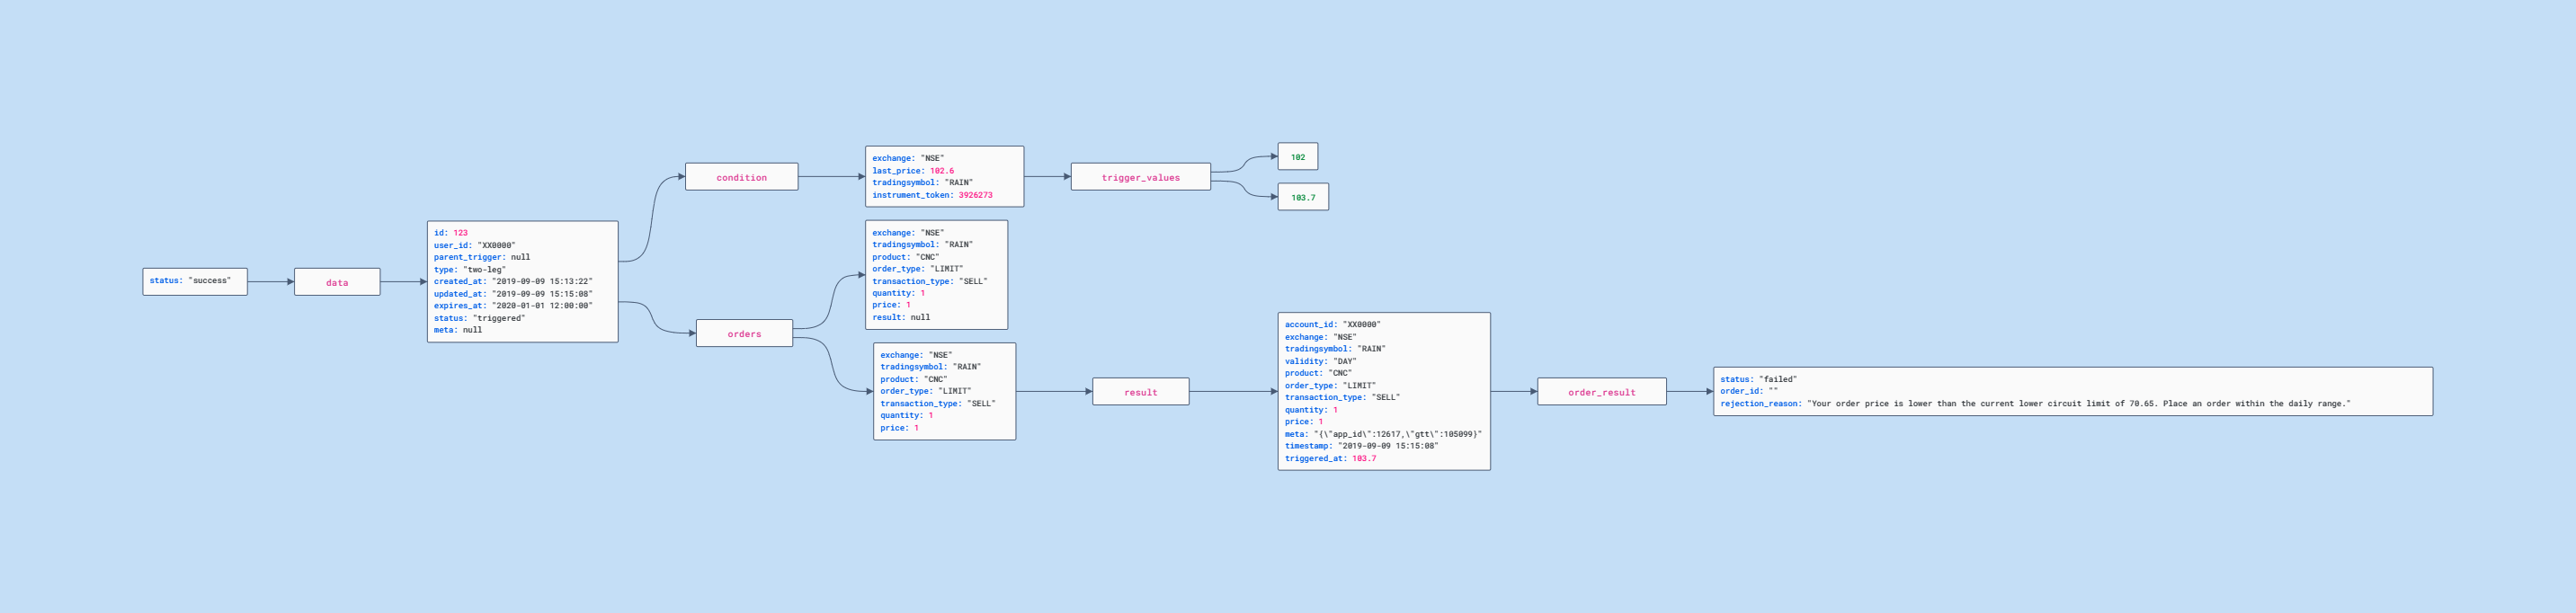 status: "success"
data
id: 123
user_id: "XX0000"
parent_trigger: null
type: "two-leg"
created_at: "2019-09-09 15:13:22"
updated_at: "2019-09-09 15:15:08"
expires_at: "2020-01-01 12:00:00"
status: "triggered"
meta: null
condition
exchange: "NSE"
last_price: 102.6
tradingsymbol: "RAIN"
instrument_token: 3926273
trigger_values
102
103.7
orders
exchange: "NSE"
tradingsymbol: "RAIN"
product: "CNC"
order_type: "LIMIT"
transaction_type: "SELL"
quantity: 1
price: 1
result: null
exchange: "NSE"
tradingsymbol: "RAIN"
product: "CNC"
order_type: "LIMIT"
transaction_type: "SELL"
quantity: 1
price: 1
result
account_id: "XX0000"
exchange: "NSE"
tradingsymbol: "RAIN"
validity: "DAY"
product: "CNC"
order_type: "LIMIT"
transaction_type: "SELL"
quantity: 1
price: 1
meta: "{\"app_id\":12617,\"gtt\":105099}"
timestamp: "2019-09-09 15:15:08"
triggered_at: 103.7
order_result
status: "failed"
order_id: ""
rejection_reason: "Your order price is lower than the current lower circuit limit of 70.65. Place an order within the daily range."